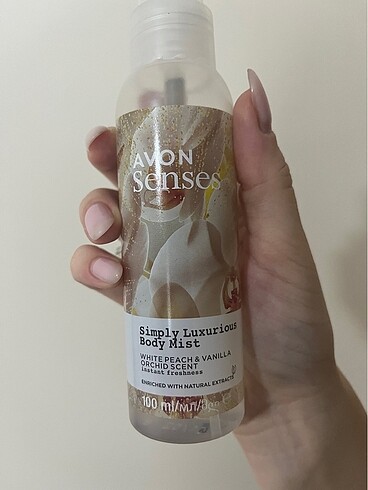 AVON
Senses
Simply Luxurious
Body Mist
WHITE PEACH & VANILLA
ORCHID SCENT
instant freshness
ENRICHED WITH NATURAL EXTRACTS
100 ml/мл/